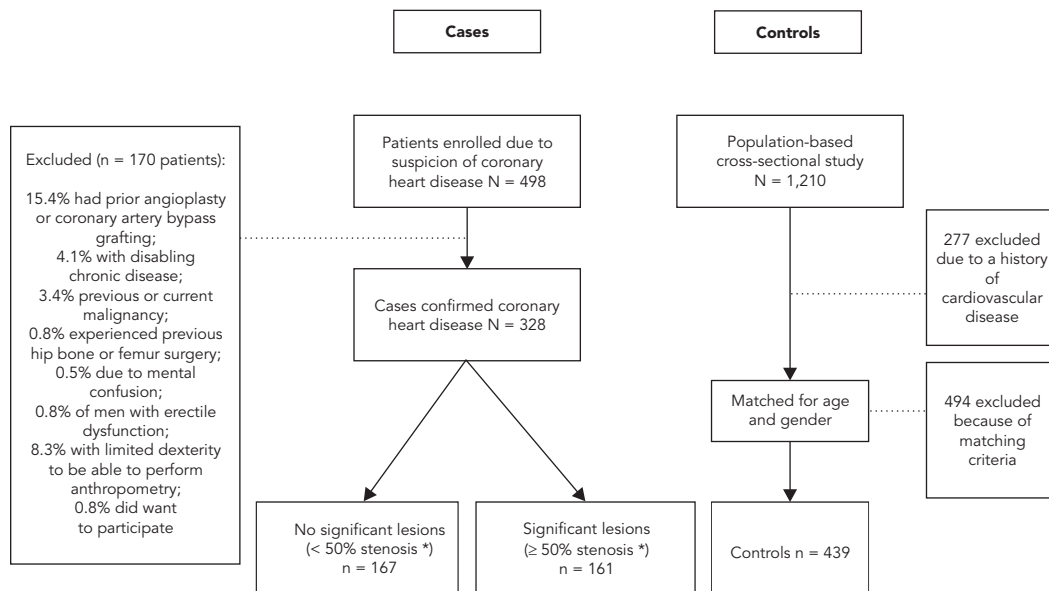 Cases
Controls
Excluded (n = 170 patients):
15.4% had prior angioplasty
or coronary artery bypass
grafting;
4.1% with disabling
chronic disease;
3.4% previous or current
malignancy;
0.8% experienced previous
hip bone or femur surgery;
0.5% due to mental
confusion;
0.8% of men with erectile
dysfunction;
8.3% with limited dexterity
to be able to perform
anthropometry;
0.8% did want
to participate
Patients enrolled due to
suspicion of coronary
heart disease N = 498
Cases confirmed coronary
heart disease N = 328
No significant lesions
(< 50% stenosis *)
n = 167
Significant lesions
(≥ 50% stenosis *)
n = 161
Population-based
cross-sectional study
N = 1,210
277 excluded
due to a history
of
cardiovascular
disease
Matched for age
and gender
494 excluded
because of
matching
criteria
Controls n = 439